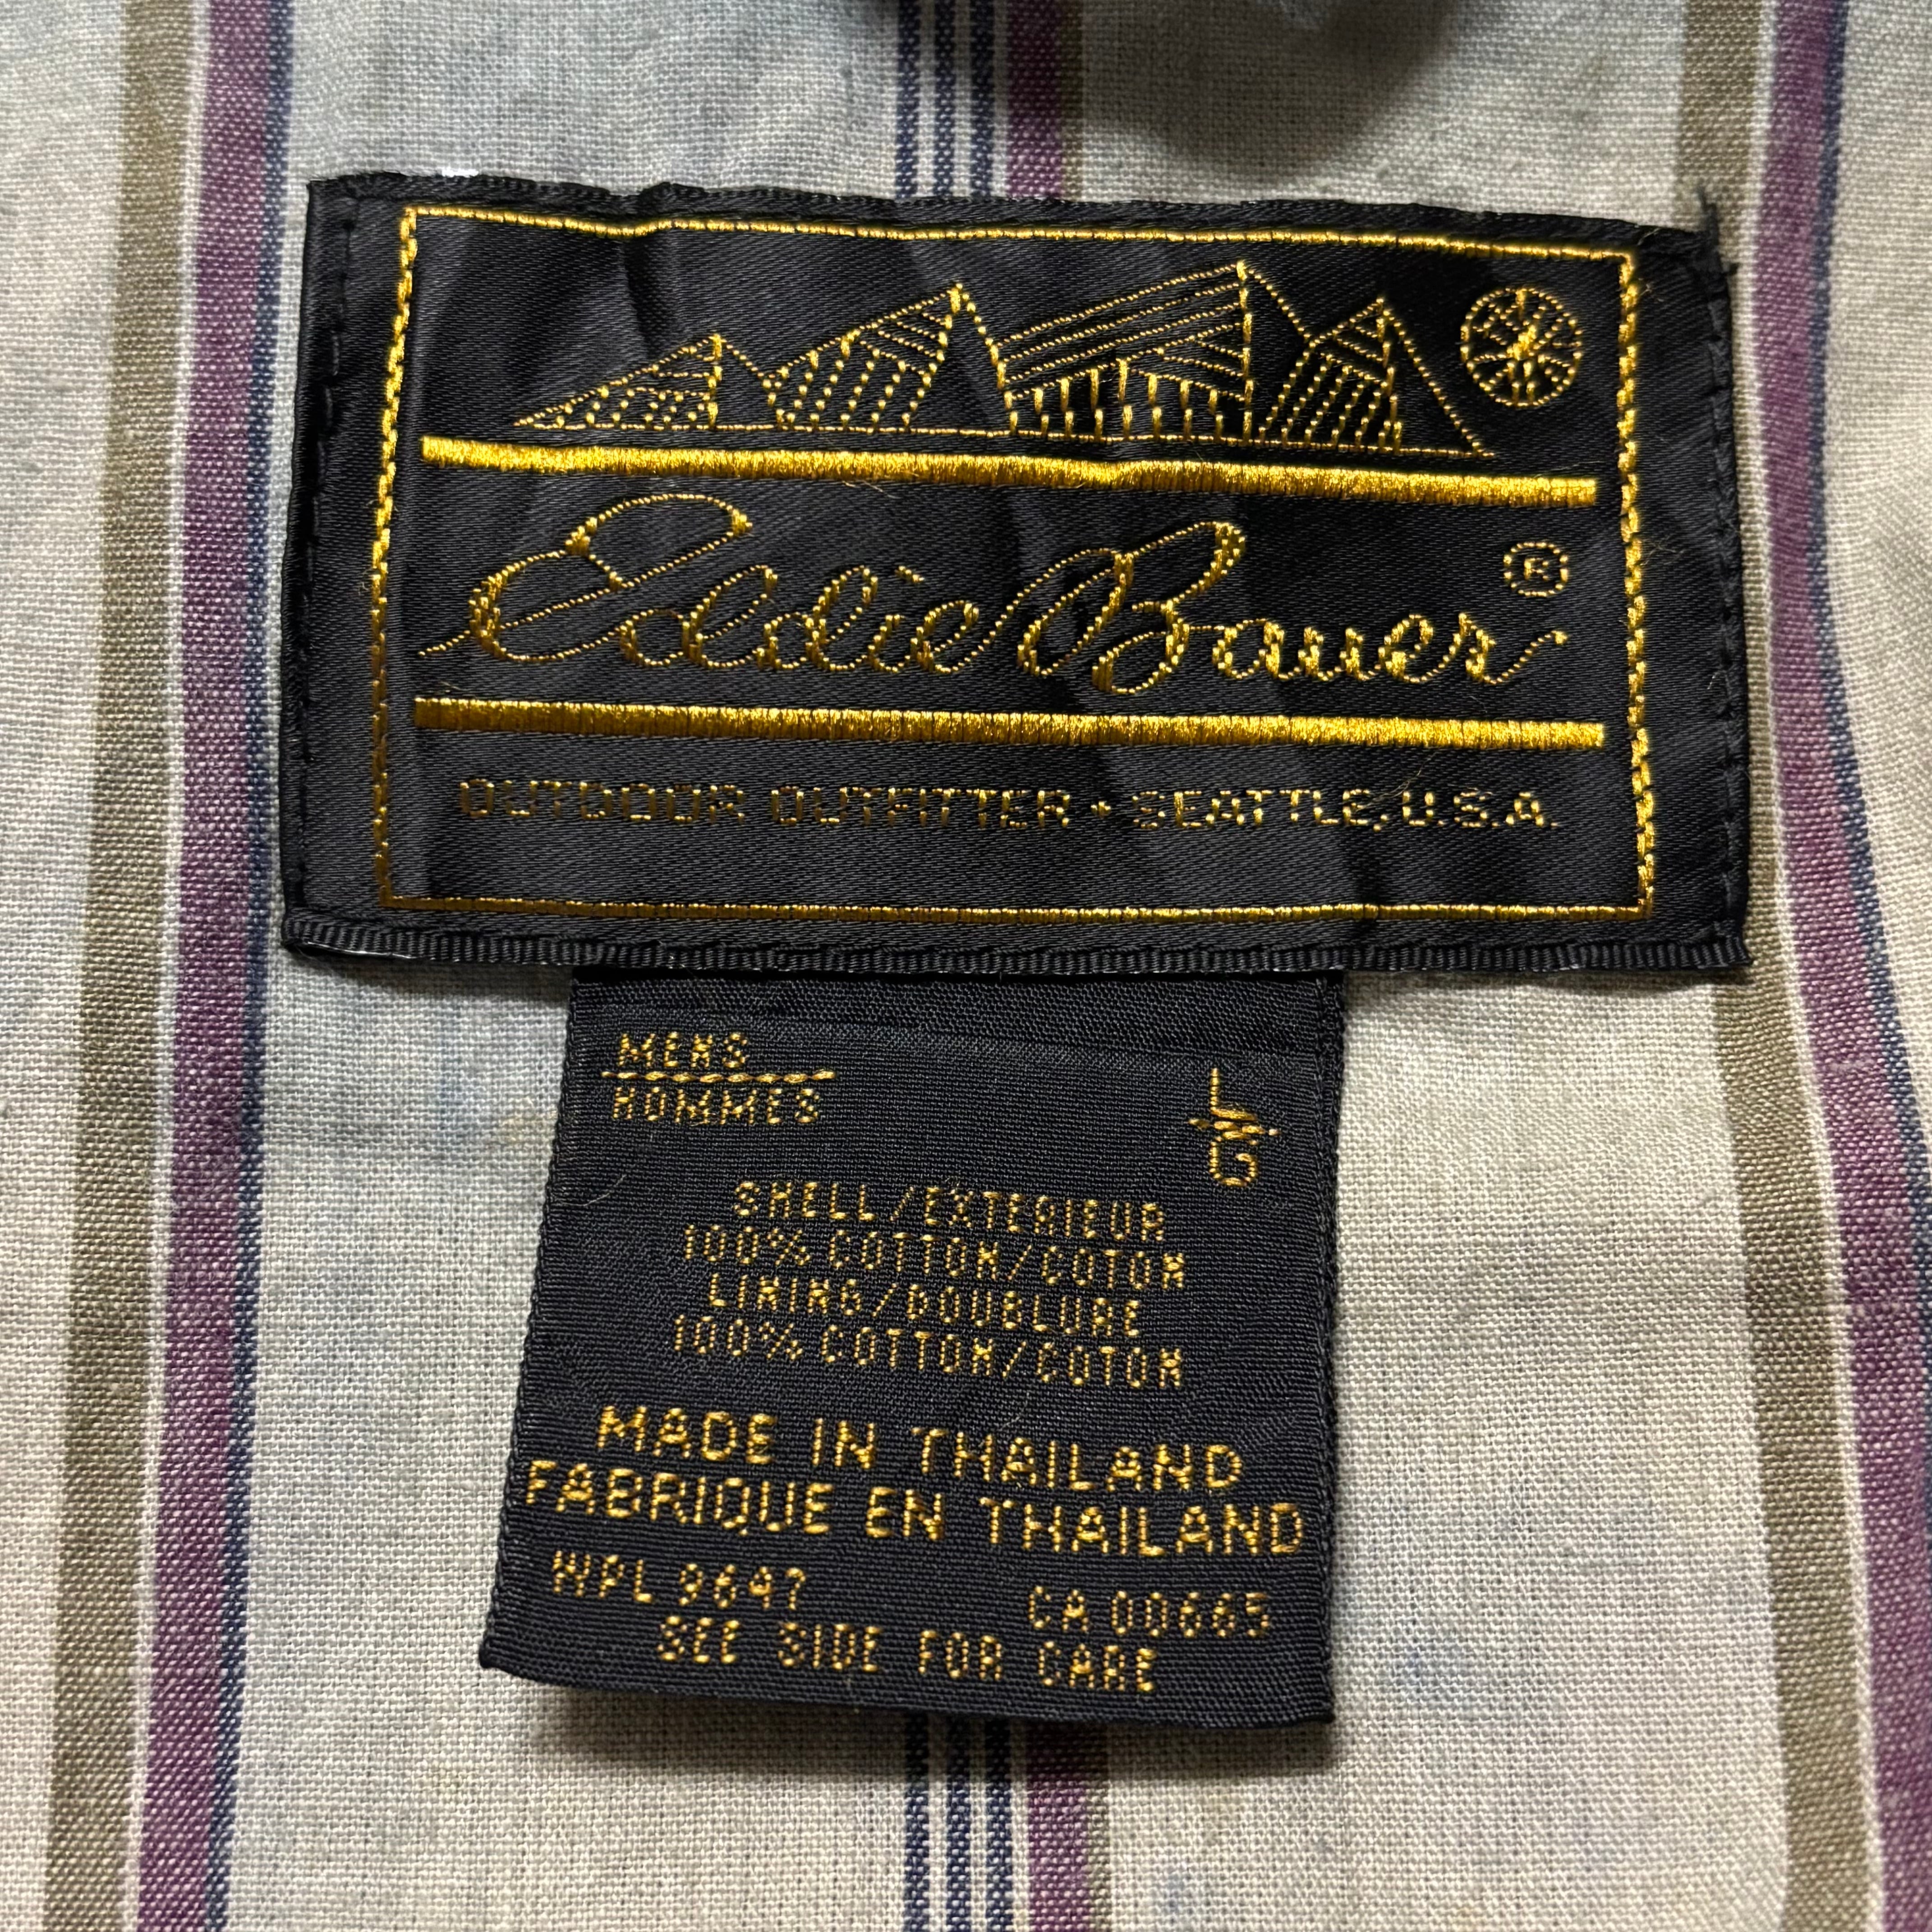 Eddie Bauer ®
OUTDOOR OUTFITTER • SEATTLE, U.S.A.
MENS
HOMMES
L
G
SHELL/EXTERIEUR
100% COTTON/COTON
LINING/DOUBLURE
100% COTTON/COTON
MADE IN THAILAND
FABRIQUE EN THAILAND
WPL 9647 CA 00665
SEE SIDE FOR CARE